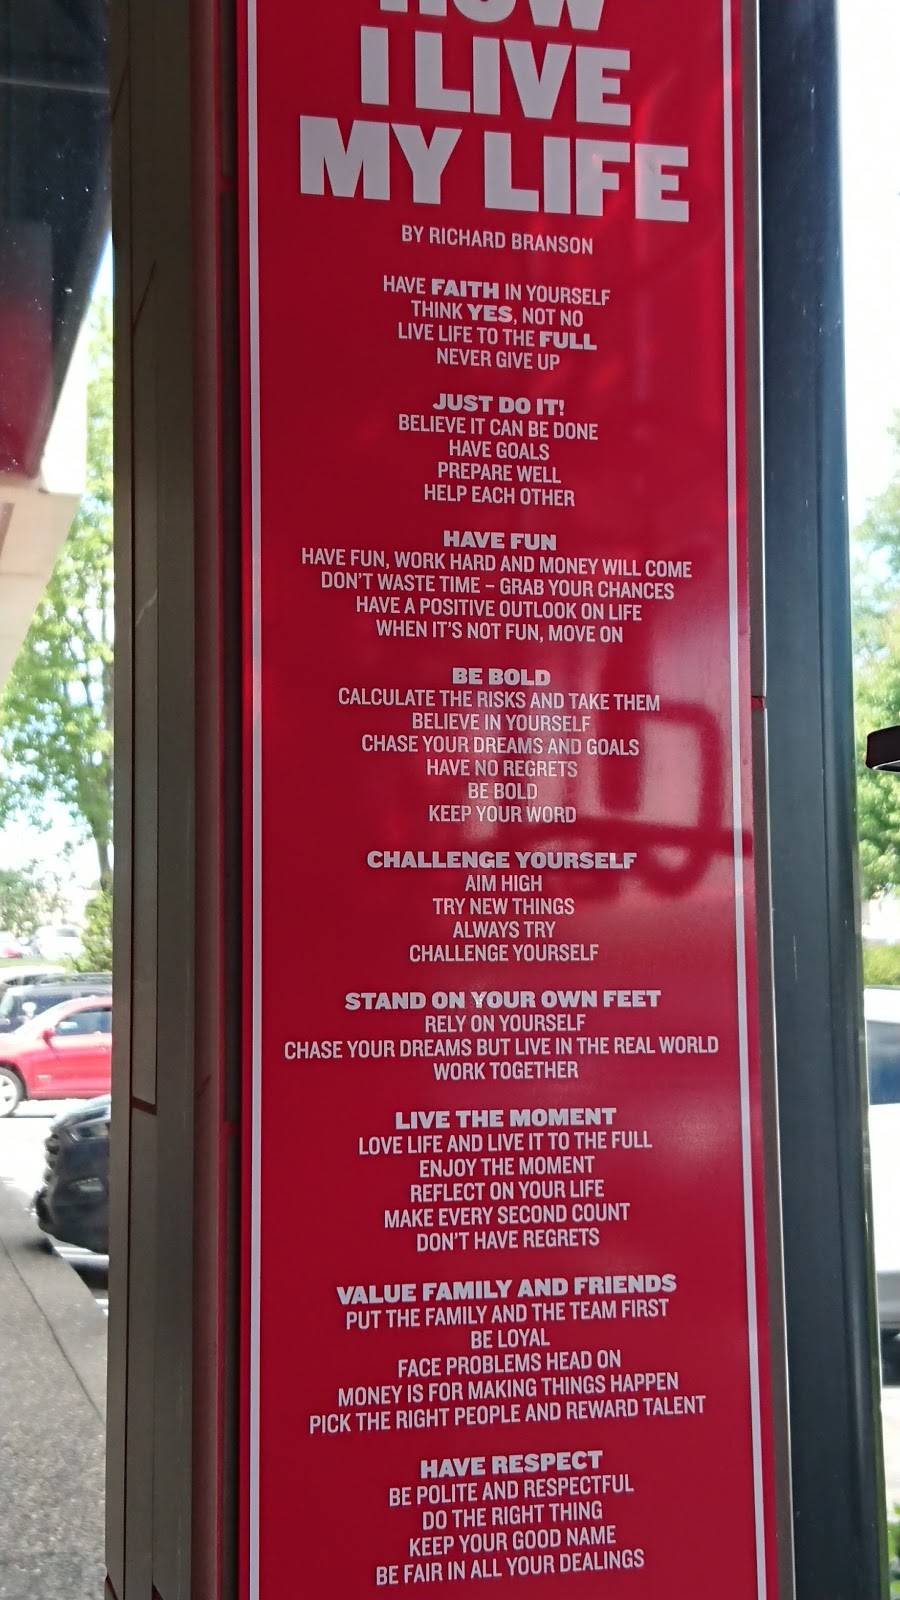 HOW
I LIVE
MY LIFE
BY RICHARD BRANSON
HAVE FAITH IN YOURSELF
THINK YES, NOT NO
LIVE LIFE TO THE FULL
NEVER GIVE UP
JUST DO IT!
BELIEVE IT CAN BE DONE
HAVE GOALS
PREPARE WELL
HELP EACH OTHER
HAVE FUN
HAVE FUN, WORK HARD AND MONEY WILL COME
DON'T WASTE TIME – GRAB YOUR CHANCES
HAVE A POSITIVE OUTLOOK ON LIFE
WHEN IT'S NOT FUN, MOVE ON
BE BOLD
CALCULATE THE RISKS AND TAKE THEM
BELIEVE IN YOURSELF
CHASE YOUR DREAMS AND GOALS
HAVE NO REGRETS
BE BOLD
KEEP YOUR WORD
CHALLENGE YOURSELF
AIM HIGH
TRY NEW THINGS
ALWAYS TRY
CHALLENGE YOURSELF
STAND ON YOUR OWN FEET
RELY ON YOURSELF
CHASE YOUR DREAMS BUT LIVE IN THE REAL WORLD
WORK TOGETHER
LIVE THE MOMENT
LOVE LIFE AND LIVE IT TO THE FULL
ENJOY THE MOMENT
REFLECT ON YOUR LIFE
MAKE EVERY SECOND COUNT
DON'T HAVE REGRETS
VALUE FAMILY AND FRIENDS
PUT THE FAMILY AND THE TEAM FIRST
BE LOYAL
FACE PROBLEMS HEAD ON
MONEY IS FOR MAKING THINGS HAPPEN
PICK THE RIGHT PEOPLE AND REWARD TALENT
HAVE RESPECT
BE POLITE AND RESPECTFUL
DO THE RIGHT THING
KEEP YOUR GOOD NAME
BE FAIR IN ALL YOUR DEALINGS